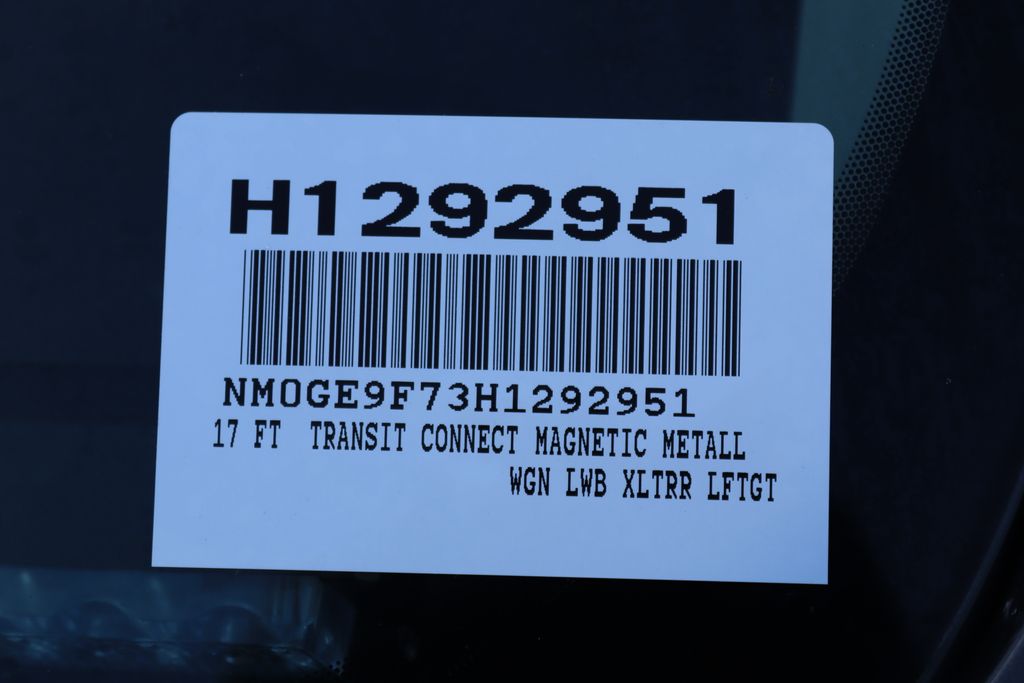 H1292951
NM0GE9F73H1292951
17 FT TRANSIT CONNECT MAGNETIC METALL
WGN LWB XLTRR LFTGT